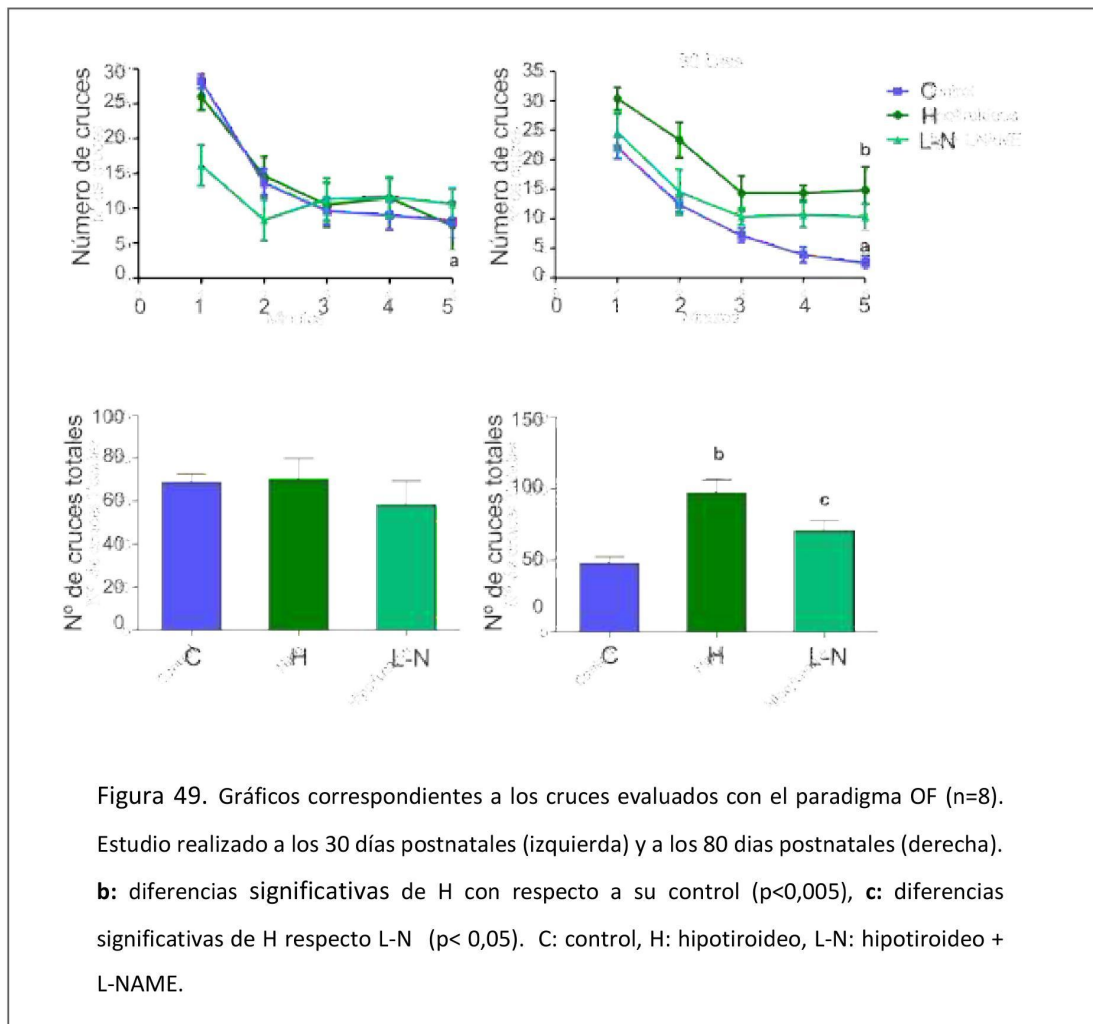 Número de cruces
30
25
20
15
10
5
0
a
0 1 2 3 4 5
Número de cruces
35
30
25
20
15
10
5
0
b
a
0 1 2 3 4 5
C
H
L-N
Nº de cruces totales
100
80
60
40
20
0
C H L-N
Nº de cruces totales
150
100
50
0
b
c
C H L-N
Figura 49. Gráficos correspondientes a los cruces evaluados con el paradigma OF (n=8).
Estudio realizado a los 30 días postnatales (izquierda) y a los 80 dias postnatales (derecha).
b: diferencias significativas de H con respecto a su control (p<0,005), c: diferencias
significativas de H respecto L-N (p< 0,05). C: control, H: hipotiroideo, L-N: hipotiroideo +
L-NAME.